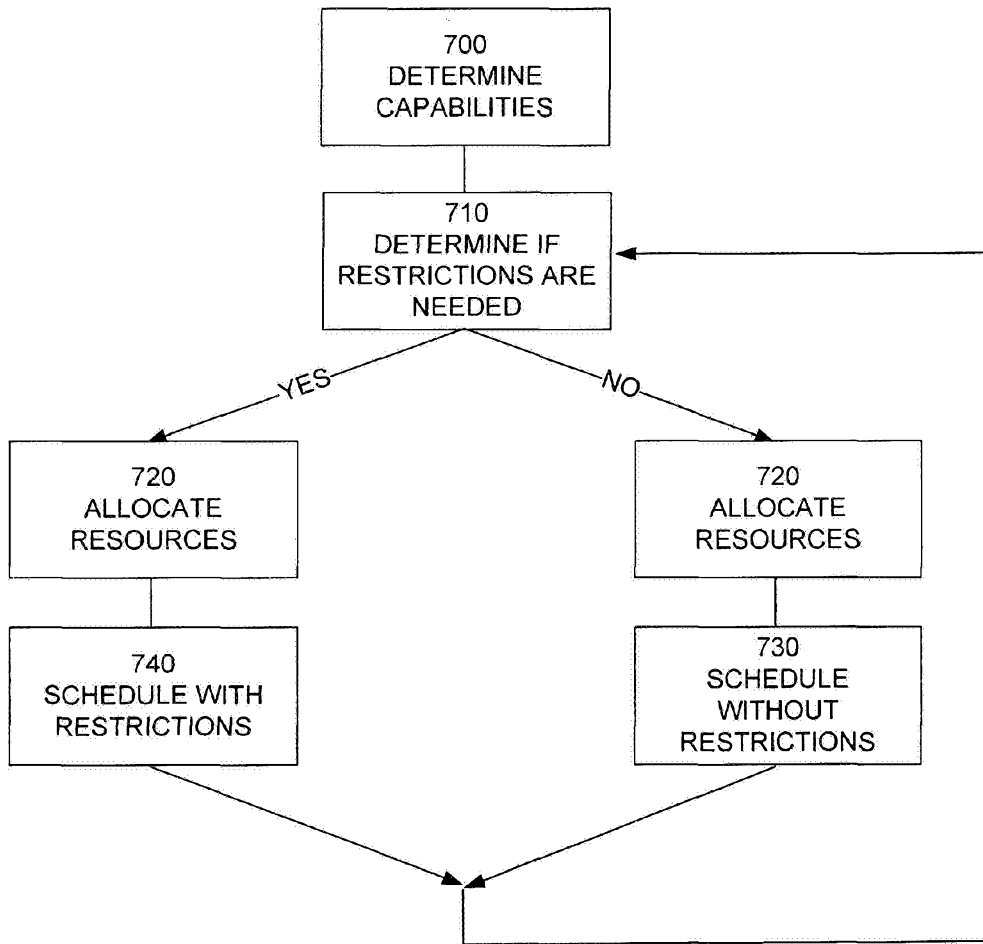 700
DETERMINE
CAPABILITIES
710
DETERMINE IF
RESTRICTIONS ARE
NEEDED
YES
NO
720
ALLOCATE
RESOURCES
720
ALLOCATE
RESOURCES
740
SCHEDULE WITH
RESTRICTIONS
730
SCHEDULE
WITHOUT
RESTRICTIONS